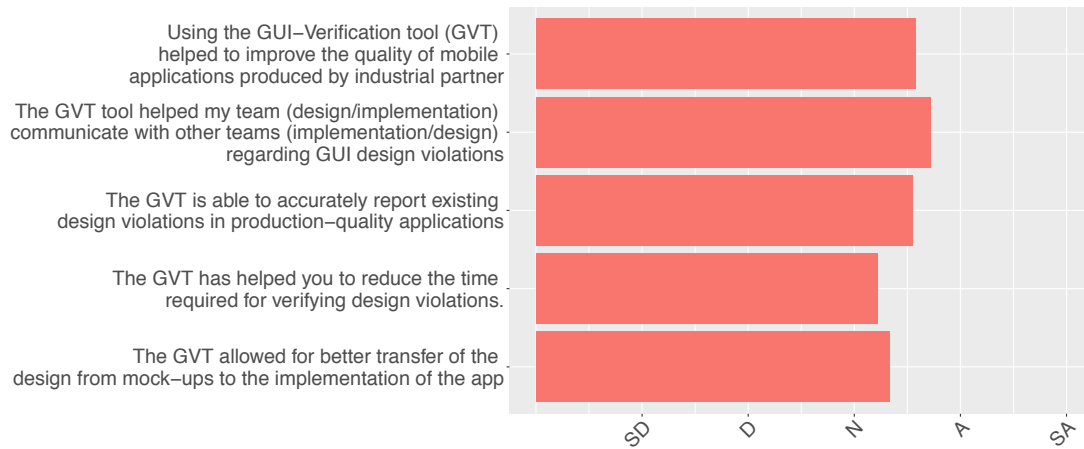 Using the GUI−Verification tool (GVT)
helped to improve the quality of mobile
applications produced by industrial partner
The GVT tool helped my team (design/implementation)
communicate with other teams (implementation/design)
regarding GUI design violations
The GVT is able to accurately report existing
design violations in production−quality applications
The GVT has helped you to reduce the time
required for verifying design violations.
The GVT allowed for better transfer of the
design from mock−ups to the implementation of the app
SD D N A SA